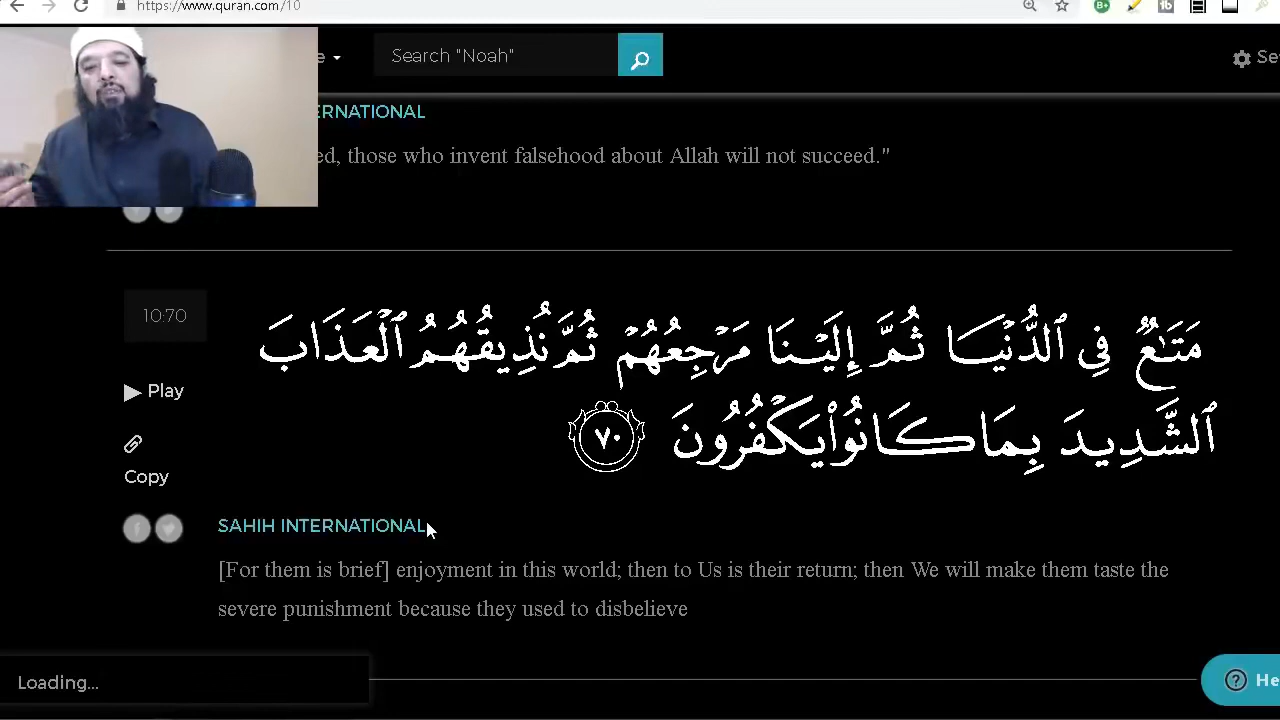 https://www.quran.com/10
Search "Noah"
ERNATIONAL
ed, those who invent falsehood about Allah will not succeed."
10:70
مَتَـٰعٌ فِى ٱلدُّنْيَا ثُمَّ إِلَيْنَا مَرْجِعُهُمْ ثُمَّ نُذِيقُهُمُ ٱلْعَذَابَ
ٱلشَّدِيدَ بِمَا كَانُوا۟ يَكْفُرُونَ ٧٠
Play
Copy
SAHIH INTERNATIONAL
[For them is brief] enjoyment in this world; then to Us is their return; then We will make them taste the
severe punishment because they used to disbelieve
Loading...